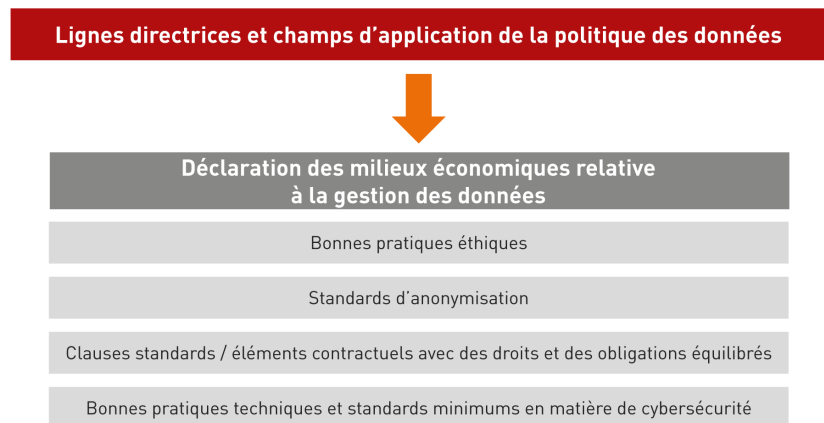 Lignes directrices et champs d’application de la politique des données
Déclaration des milieux économiques relative
à la gestion des données
Bonnes pratiques éthiques
Standards d’anonymisation
Clauses standards / éléments contractuels avec des droits et des obligations équilibrés
Bonnes pratiques techniques et standards minimums en matière de cybersécurité